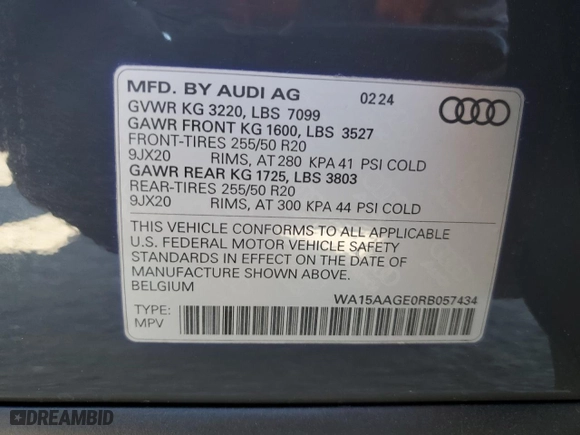 MFD. BY AUDI AG 0224
GVWR KG 3220, LBS 7099
GAWR FRONT KG 1600, LBS 3527
FRONT-TIRES 255/50 R20
9JX20 RIMS, AT 280 KPA 41 PSI COLD
GAWR REAR KG 1725, LBS 3803
REAR-TIRES 255/50 R20
9JX20 RIMS, AT 300 KPA 44 PSI COLD
THIS VEHICLE CONFORMS TO ALL APPLICABLE
U.S. FEDERAL MOTOR VEHICLE SAFETY
STANDARDS IN EFFECT ON THE DATE OF
MANUFACTURE SHOWN ABOVE.
BELGIUM
WA15AAGE0RB057434
TYPE:
MPV
DREAMBID